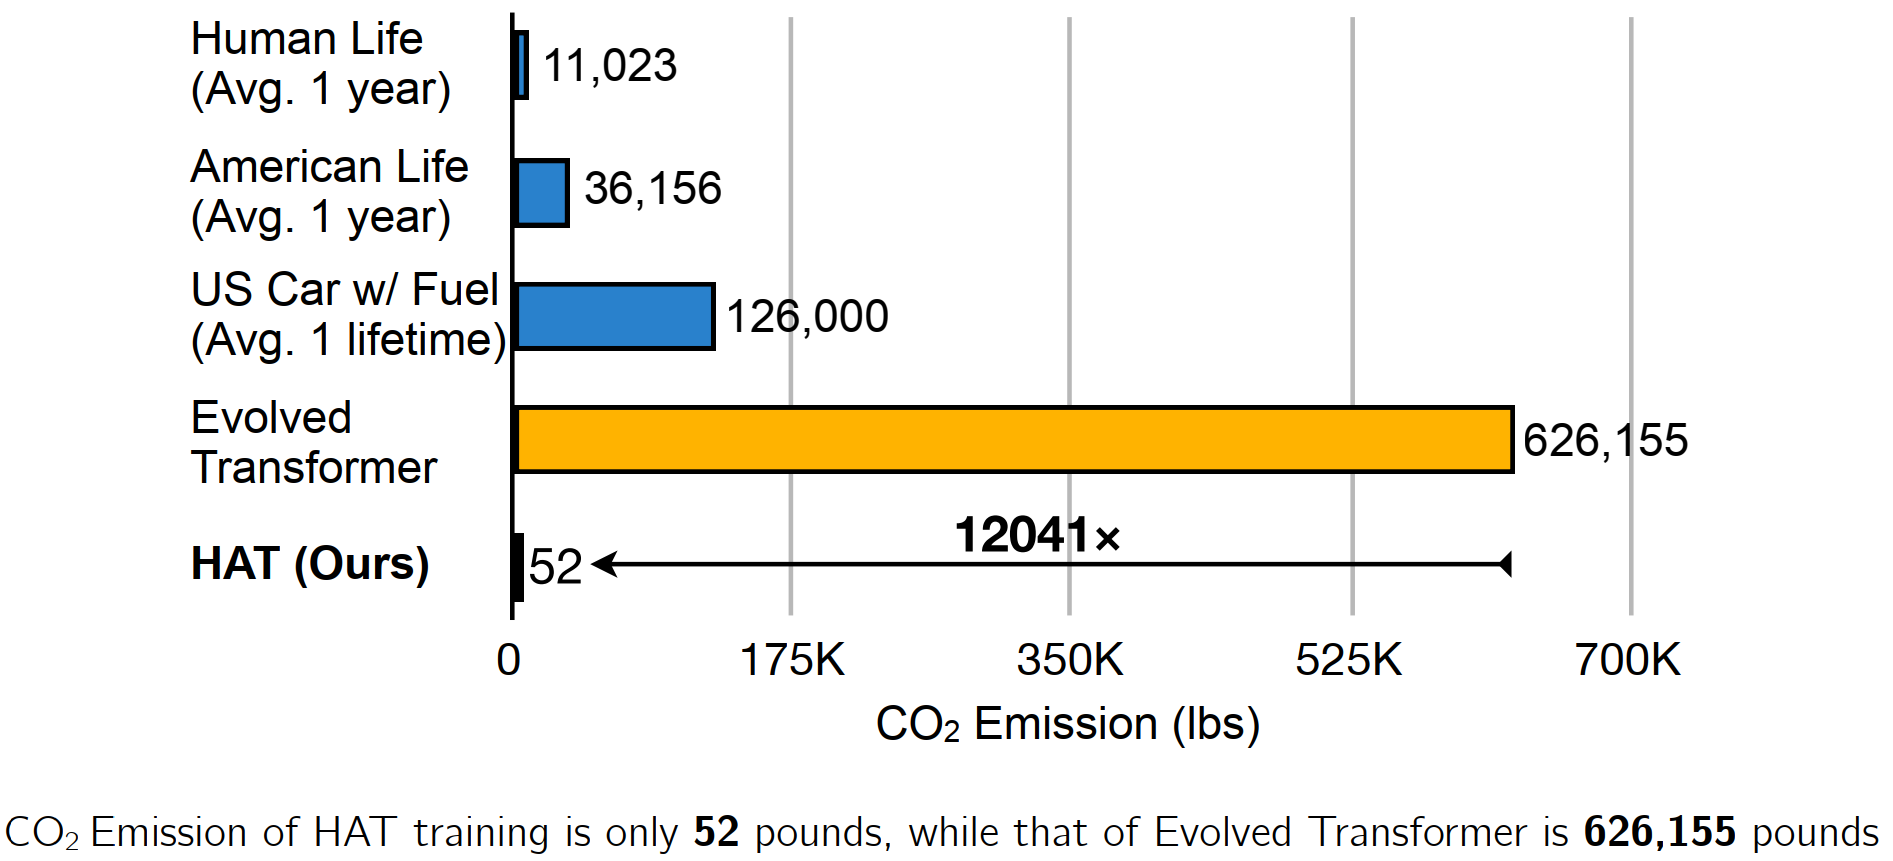 Human Life
(Avg. 1 year)
11,023
American Life
(Avg. 1 year)
36,156
US Car w/ Fuel
(Avg. 1 lifetime)
126,000
Evolved
Transformer
626,155
HAT (Ours)
52
12041×
0 175K 350K 525K 700K
CO₂ Emission (lbs)
CO₂ Emission of HAT training is only 52 pounds, while that of Evolved Transformer is 626,155 pounds